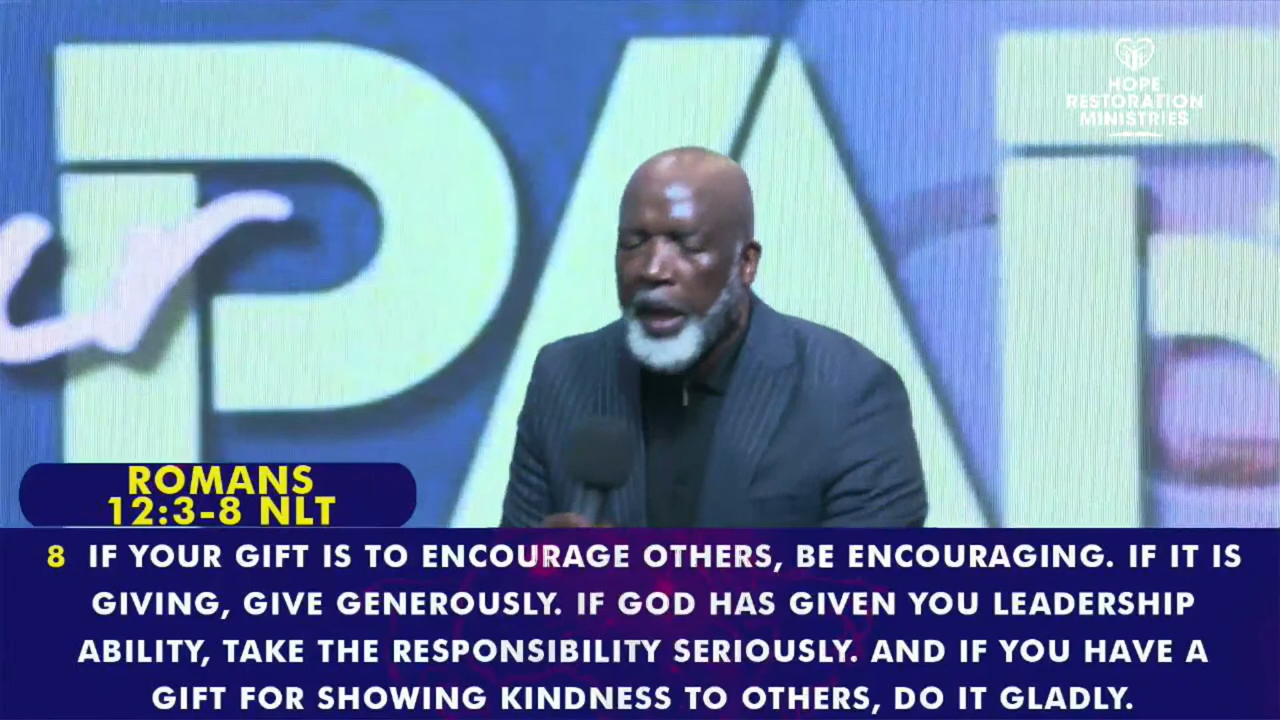 PAR
HOPE
RESTORATION
MINISTRIES
ROMANS
12:3-8 NLT
8 IF YOUR GIFT IS TO ENCOURAGE OTHERS, BE ENCOURAGING. IF IT IS
GIVING, GIVE GENEROUSLY. IF GOD HAS GIVEN YOU LEADERSHIP
ABILITY, TAKE THE RESPONSIBILITY SERIOUSLY. AND IF YOU HAVE A
GIFT FOR SHOWING KINDNESS TO OTHERS, DO IT GLADLY.